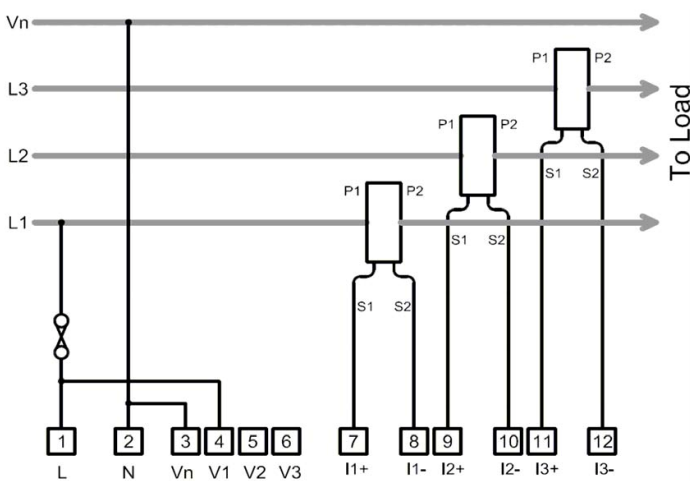 Vn
L3
L2
L1
P1 P2
P1 P2
P1 P2
S1 S2
S1 S2
S1 S2
To Load
1 2 3 4 5 6 7 8 9 10 11 12
L N Vn V1 V2 V3 I1+ I1- I2+ I2- I3+ I3-